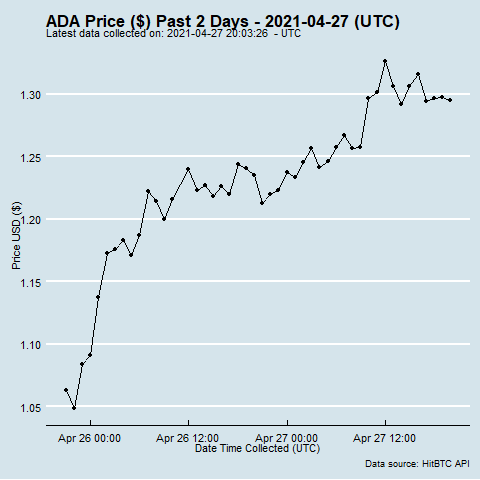 ADA Price ($) Past 2 Days - 2021-04-27 (UTC)
Latest data collected on: 2021-04-27 20:03:26 - UTC
Price USD ($)
1.30
1.25
1.20
1.15
1.10
1.05
Apr 26 00:00 Apr 26 12:00 Apr 27 00:00 Apr 27 12:00
Date Time Collected (UTC)
Data source: HitBTC API